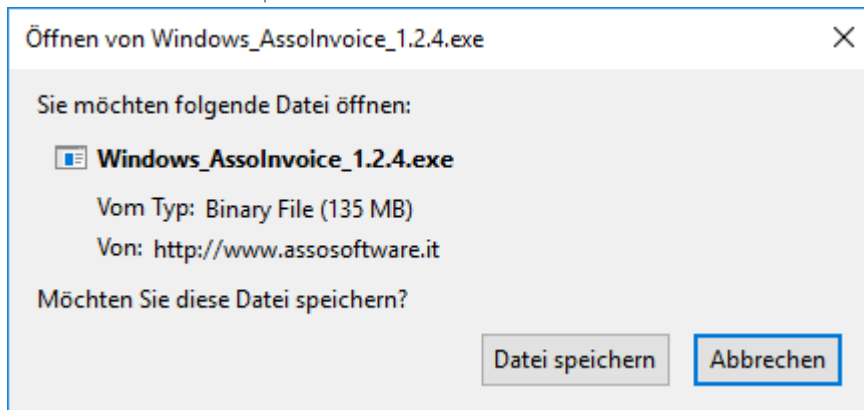 Öffnen von Windows_AssoInvoice_1.2.4.exe
Sie möchten folgende Datei öffnen:
Windows_AssoInvoice_1.2.4.exe
Vom Typ: Binary File (135 MB)
Von: http://www.assosoftware.it
Möchten Sie diese Datei speichern?
Datei speichern Abbrechen